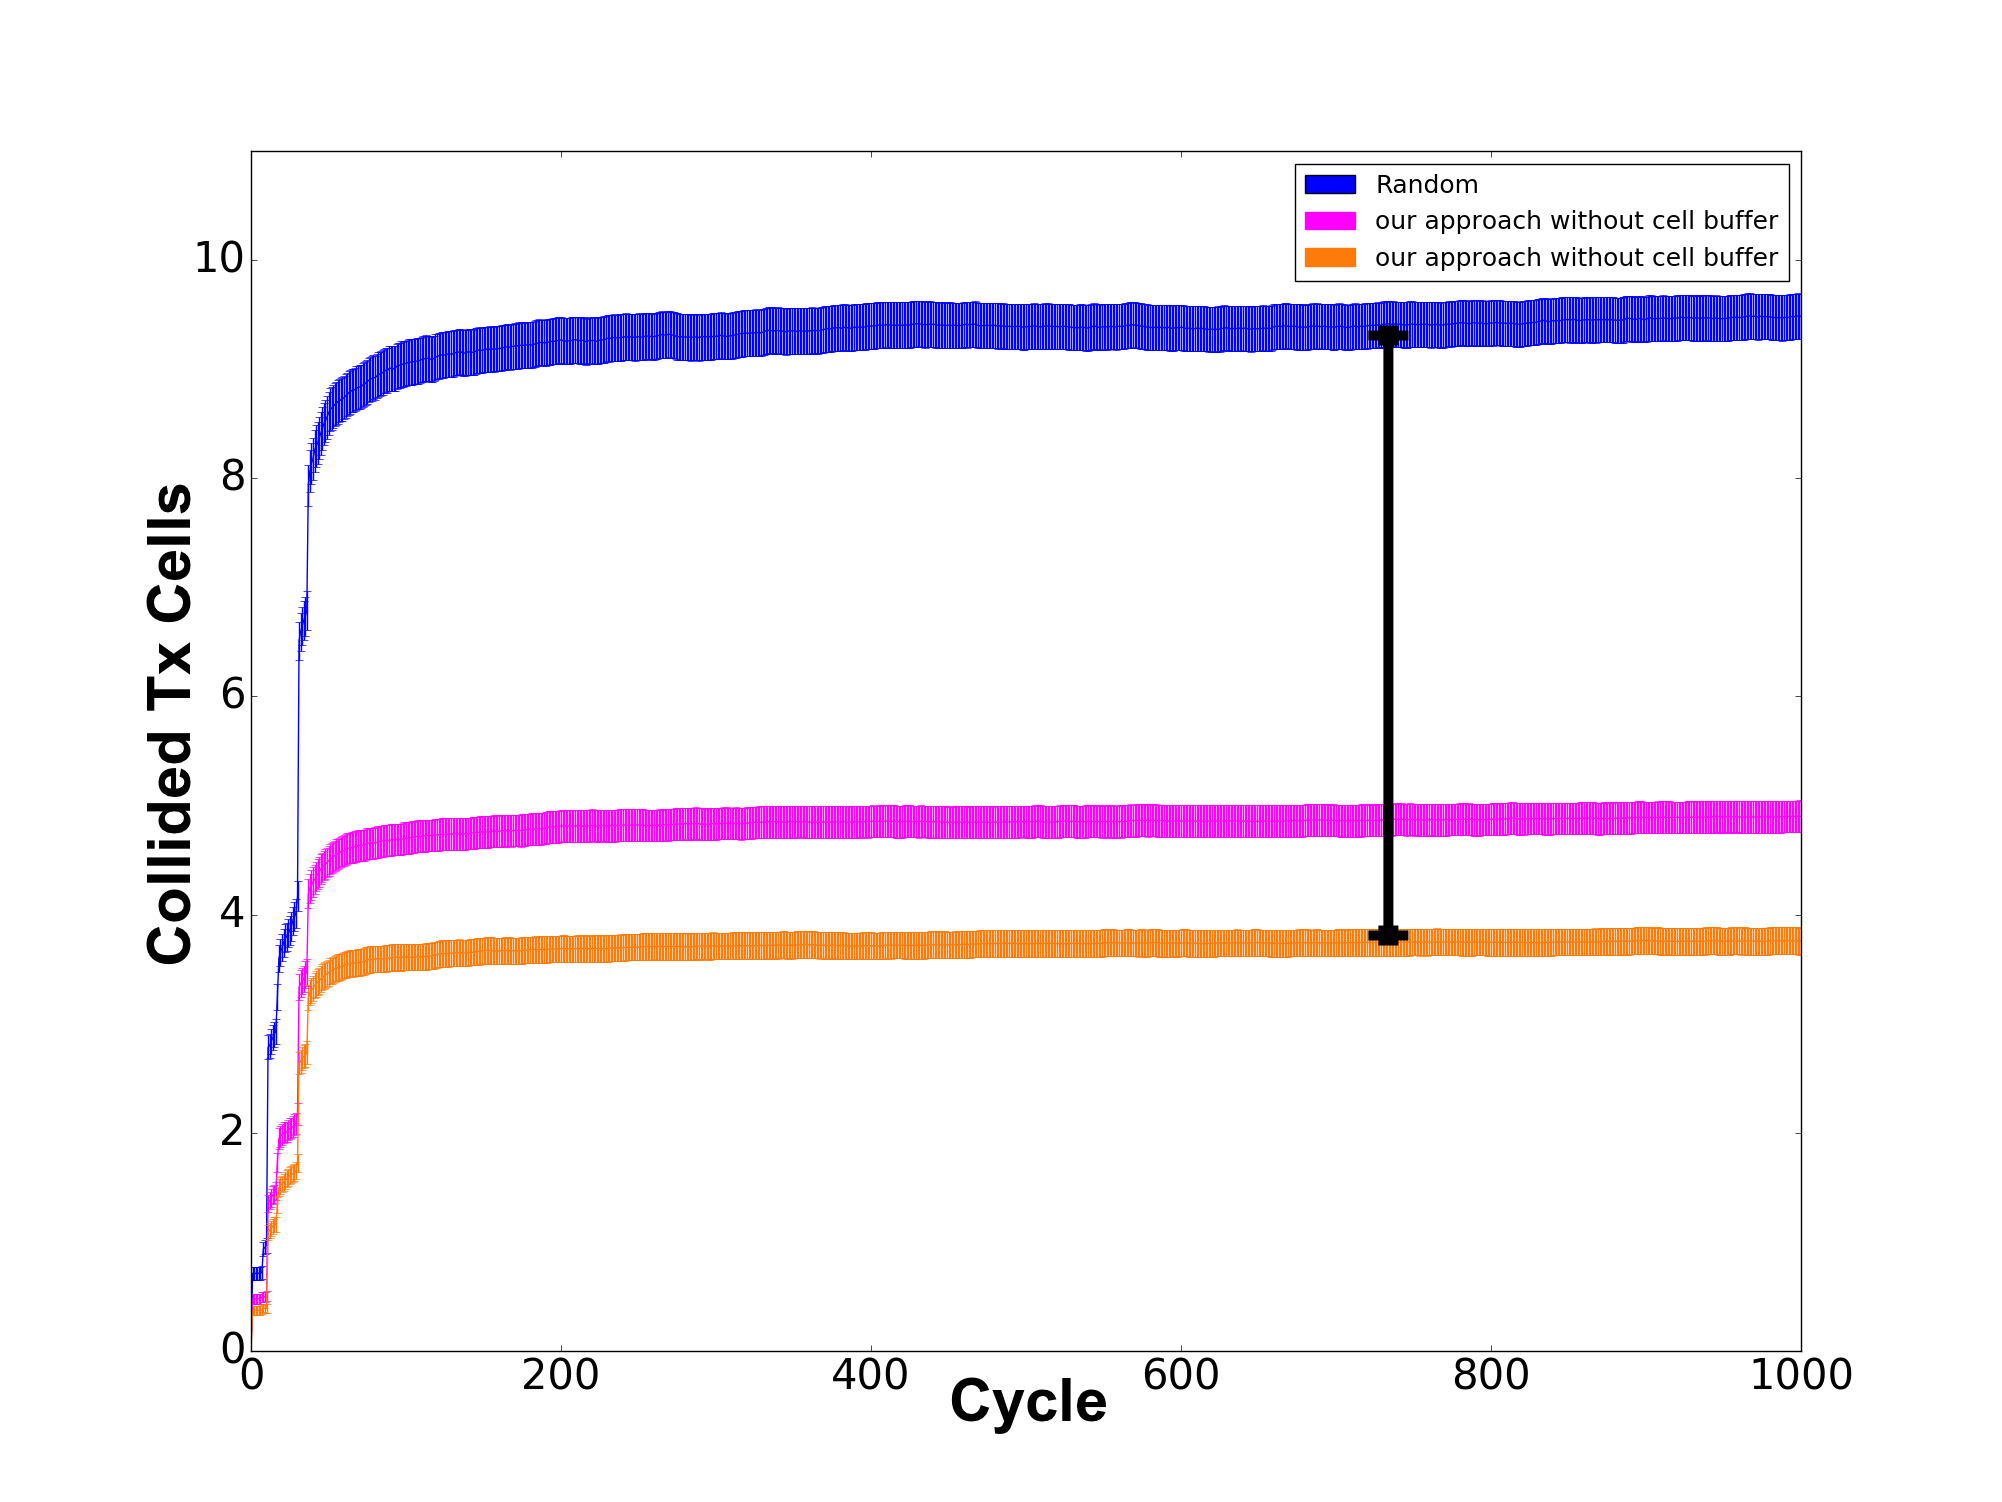 Random
our approach without cell buffer
our approach without cell buffer
10
8
6
4
2
0
Collided Tx Cells
0 200 400 600 800 1000
Cycle